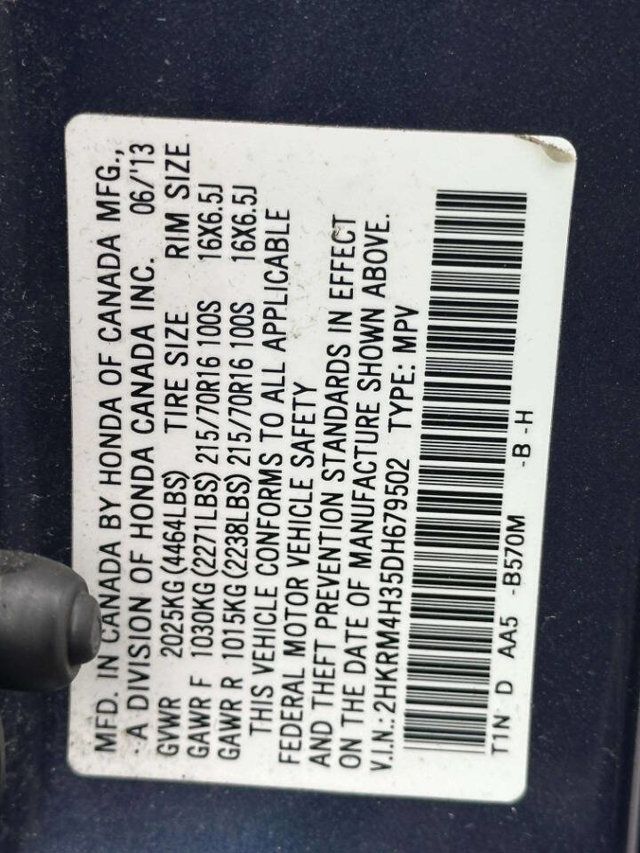 MFD. IN CANADA BY HONDA OF CANADA MFG.,
A DIVISION OF HONDA CANADA INC. 06/'13
GVWR 2025KG (4464LBS) TIRE SIZE RIM SIZE
GAWR F 1030KG (2271LBS) 215/70R16 100S 16X6.5J
GAWR R 1015KG (2238LBS) 215/70R16 100S 16X6.5J
THIS VEHICLE CONFORMS TO ALL APPLICABLE
FEDERAL MOTOR VEHICLE SAFETY
AND THEFT PREVENTION STANDARDS IN EFFECT
ON THE DATE OF MANUFACTURE SHOWN ABOVE.
V.I.N.:2HKRM4H35DH679502 TYPE: MPV
T1N D AA5 -B570M -B -H